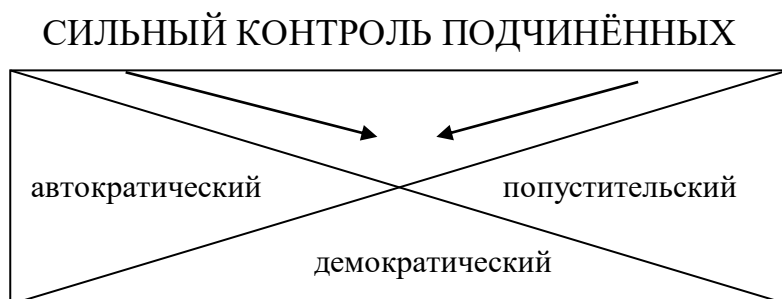 СИЛЬНЫЙ КОНТРОЛЬ ПОДЧИНЁННЫХ
автократический попустительский
демократический